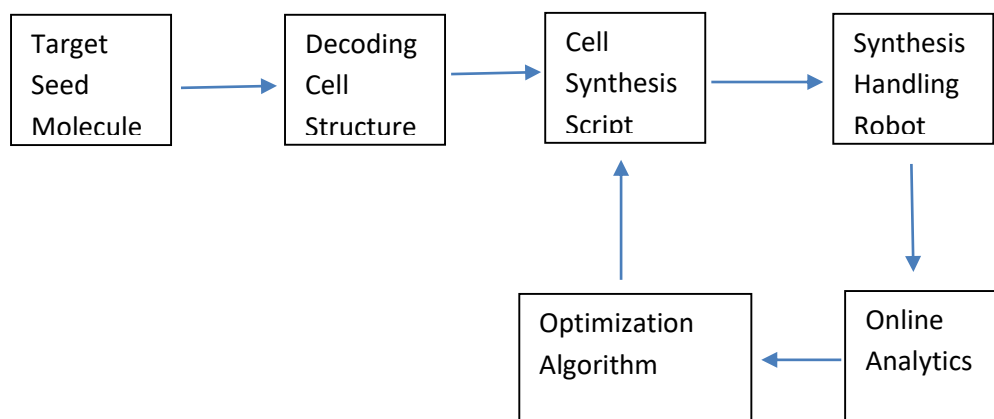 Target
Seed
Molecule
Decoding
Cell
Structure
Cell
Synthesis
Script
Synthesis
Handling
Robot
Optimization
Algorithm
Online
Analytics